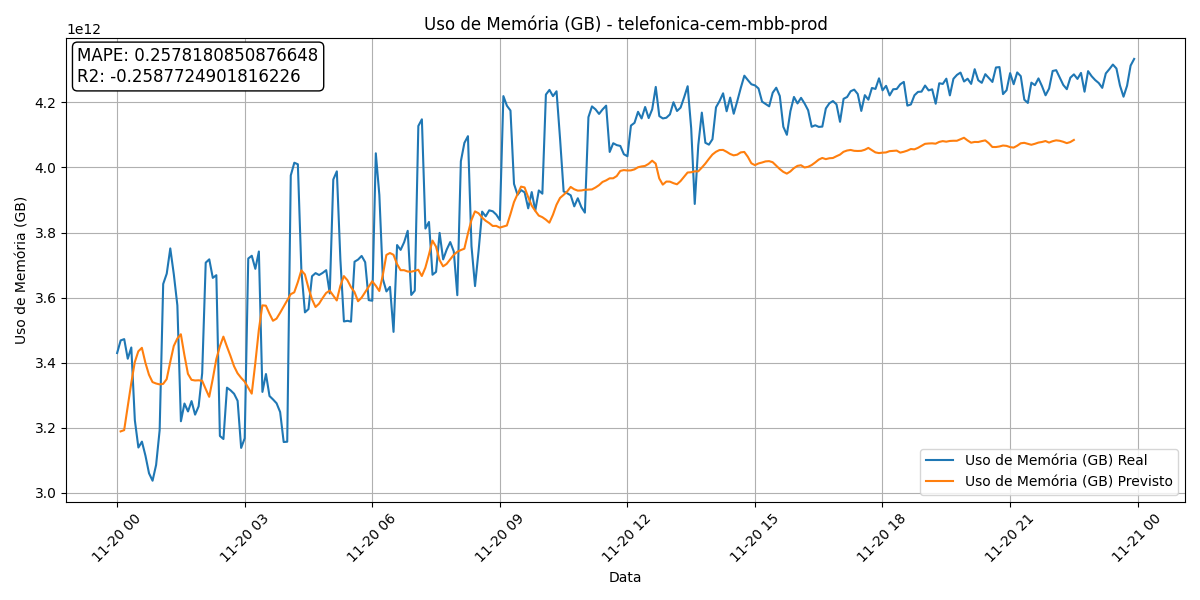 Uso de Memória (GB) - telefonica-cem-mbb-prod
1e12
MAPE: 0.2578180850876648
R2: -0.2587724901816226
4.2
4.0
3.8
3.6
3.4
3.2
3.0
Uso de Memória (GB)
Uso de Memória (GB) Real
Uso de Memória (GB) Previsto
11-20 00
11-20 03
11-20 06
11-20 09
11-20 12
11-20 15
11-20 18
11-20 21
11-21 00
Data